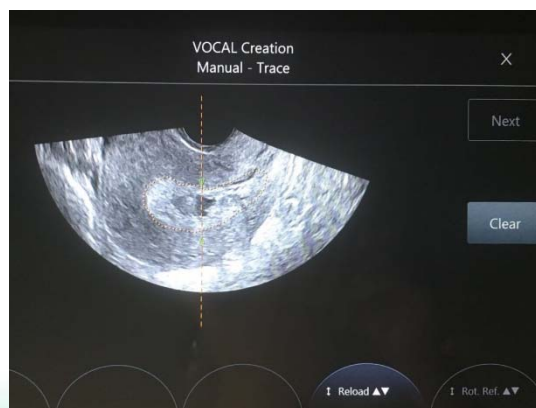 VOCAL Creation
Manual - Trace
X
Next
Clear
↕ Reload ▲▼
↕ Rot. Ref. ▲▼